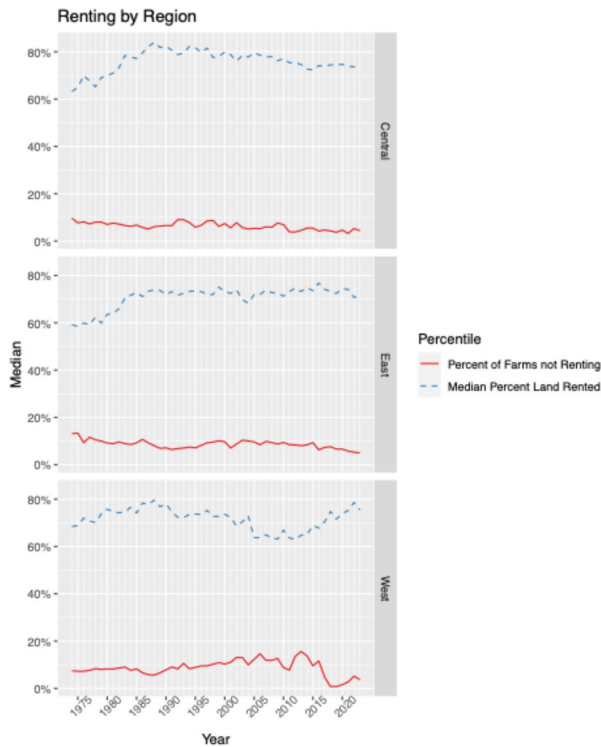 Renting by Region
80%
60%
40%
20%
0%
Central
80%
60%
40%
20%
0%
East
80%
60%
40%
20%
0%
West
Median
1975
1980
1985
1990
1995
2000
2005
2010
2015
2020
Year
Percentile
Percent of Farms not Renting
Median Percent Land Rented